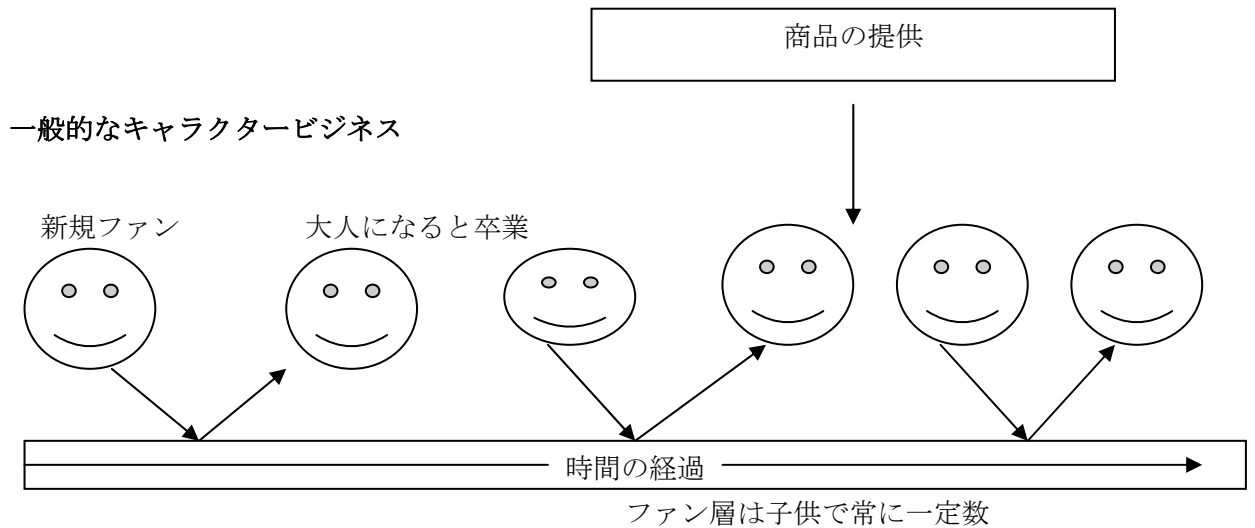 商品の提供
一般的なキャラクタービジネス
新規ファン
大人になると卒業
時間の経過
ファン層は子供で常に一定数